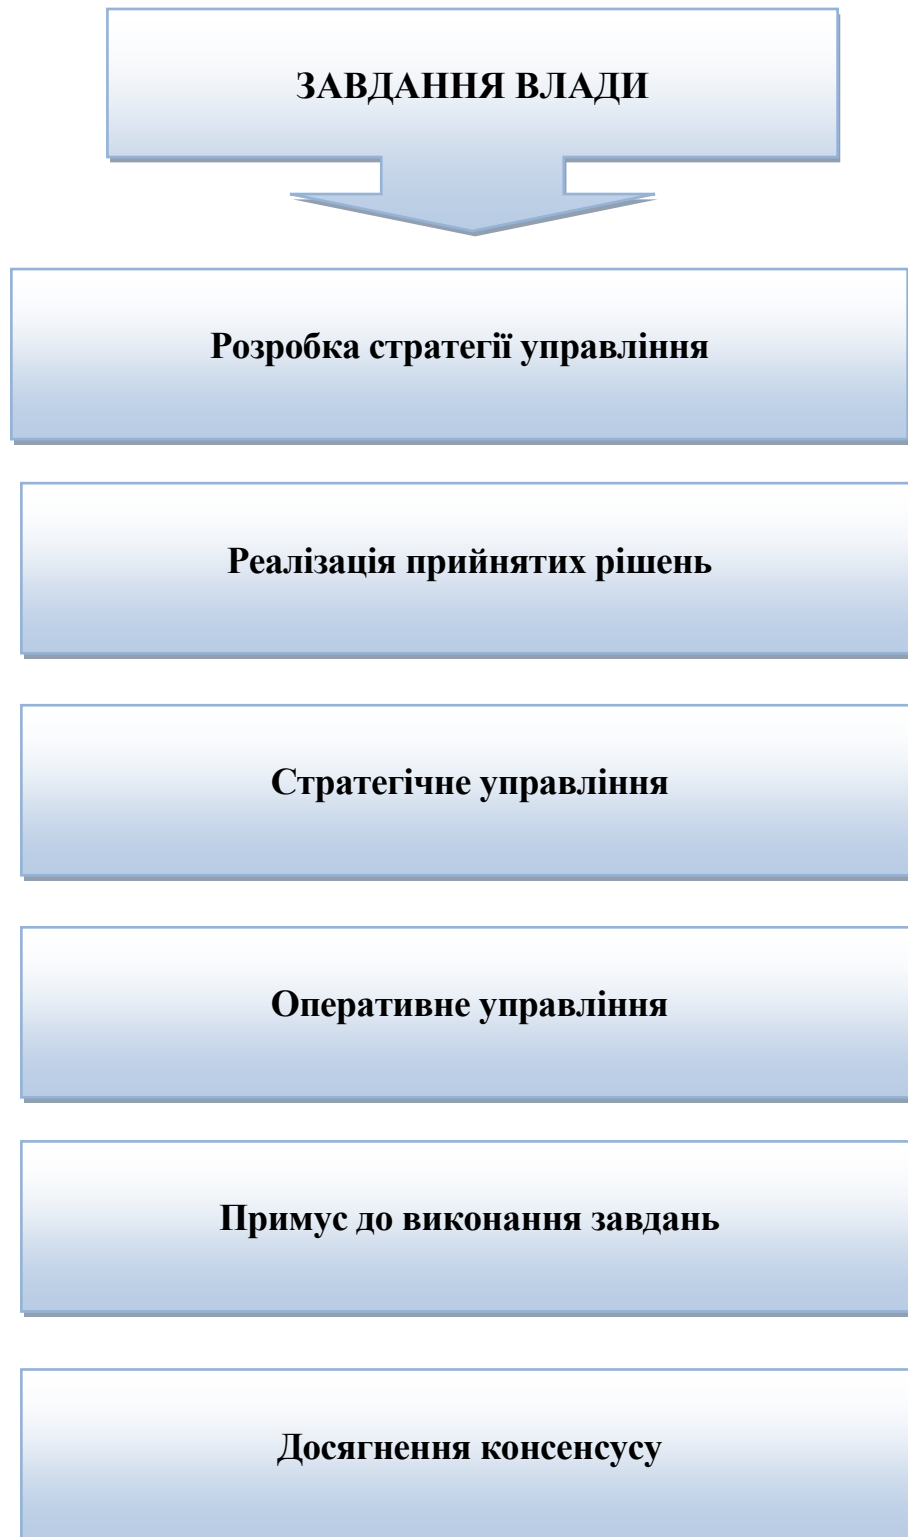 ЗАВДАННЯ ВЛАДИ
Розробка стратегії управління
Реалізація прийнятих рішень
Стратегічне управління
Оперативне управління
Примус до виконання завдань
Досягнення консенсусу